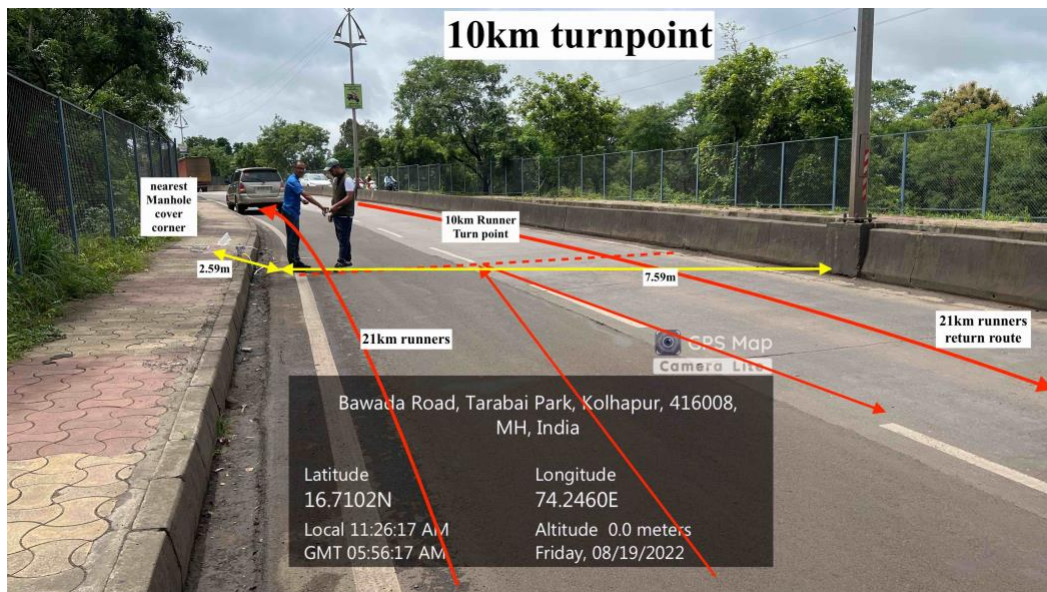 10km turnpoint
nearest
Manhole
cover
corner
10km Runner
Turn point
2.59m
7.59m
21km runners
21km runners
return route
GPS Map
Camera Lite
Bawada Road, Tarabai Park, Kolhapur, 416008,
MH, India
Latitude
16.7102N
Longitude
74.2460E
Local 11:26:17 AM
GMT 05:56:17 AM
Altitude 0.0 meters
Friday, 08/19/2022